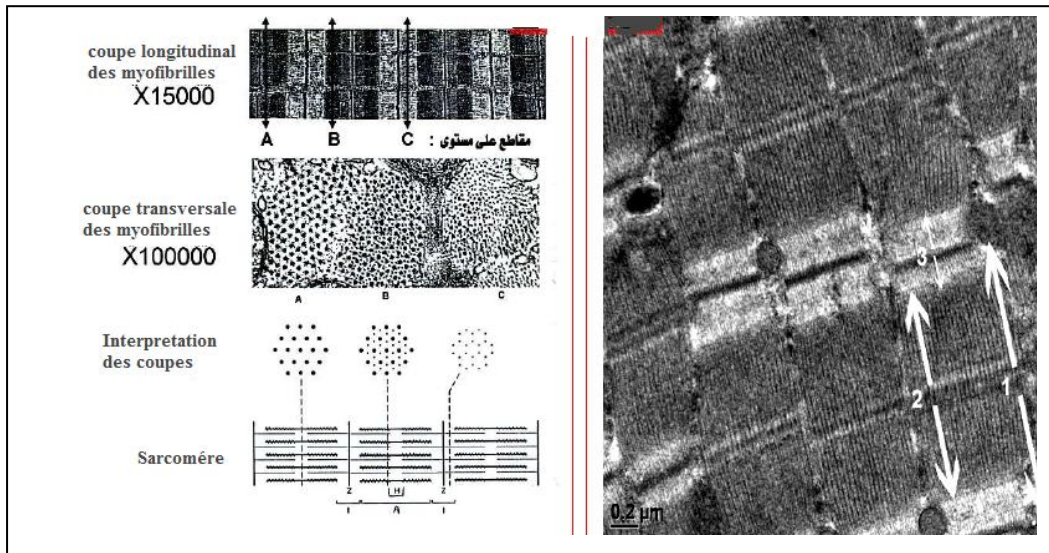 coupe longitudinal
des myofibrilles
X15000
A B C مقاطع على مستوى :
coupe transversale
des myofibrilles
X100000
A B C
Interpretation
des coupes
Sarcomére
Z H Z
I A I
3
2 1
0.2 µm